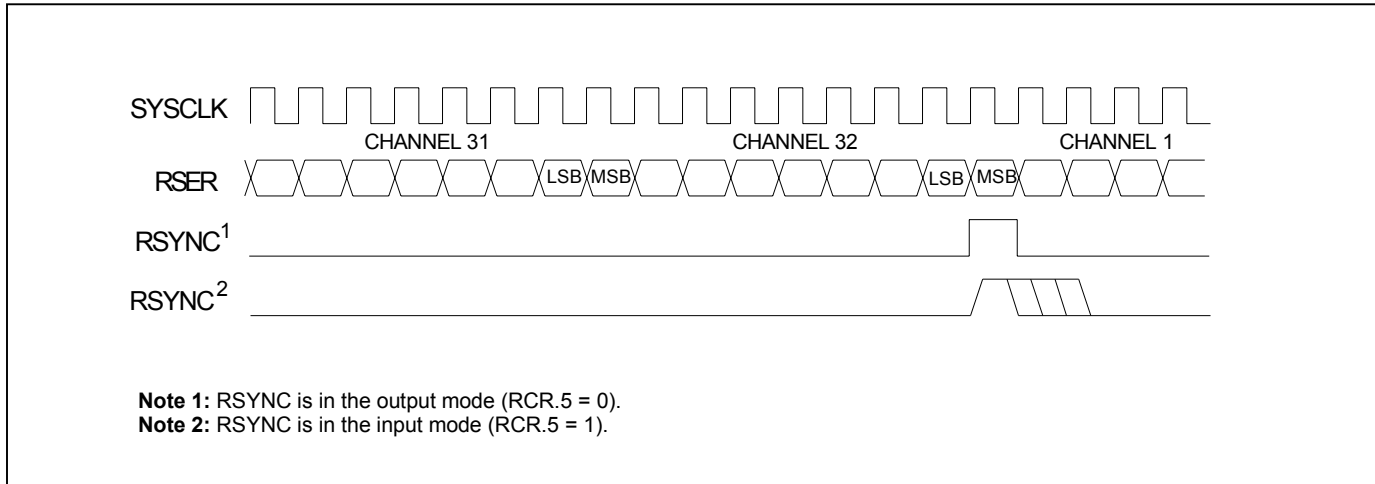 SYSCLK
CHANNEL 31 CHANNEL 32 CHANNEL 1
RSER LSB MSB LSB MSB
RSYNC1
RSYNC2
Note 1: RSYNC is in the output mode (RCR.5 = 0).
Note 2: RSYNC is in the input mode (RCR.5 = 1).